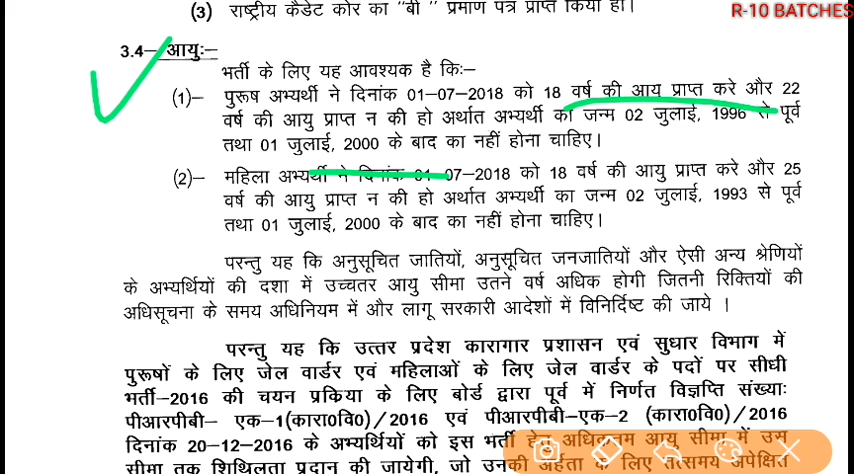 (3) राष्ट्रीय कैडेट कोर का “बी ” प्रमाण पत्र प्राप्त किया हो।
R-10 BATCHES
3.4– आयुः–
भर्ती के लिए यह आवश्यक है किः–
(1)– पुरूष अभ्यर्थी ने दिनांक 01–07–2018 को 18 वर्ष की आयु प्राप्त करे और 22
वर्ष की आयु प्राप्त न की हो अर्थात अभ्यर्थी का जन्म 02 जुलाई, 1996 से पूर्व
तथा 01 जुलाई, 2000 के बाद का नहीं होना चाहिए।
(2)– महिला अभ्यर्थी ने दिनांक 01–07–2018 को 18 वर्ष की आयु प्राप्त करे और 25
वर्ष की आयु प्राप्त न की हो अर्थात अभ्यर्थी का जन्म 02 जुलाई, 1993 से पूर्व
तथा 01 जुलाई, 2000 के बाद का नहीं होना चाहिए।
परन्तु यह कि अनुसूचित जातियों, अनुसूचित जनजातियों और ऐसी अन्य श्रेणियों
के अभ्यर्थियों की दशा में उच्चतर आयु सीमा उतने वर्ष अधिक होगी जितनी रिक्तियों की
अधिसूचना के समय अधिनियम में और लागू सरकारी आदेशों में विनिर्दिष्ट की जाये ।
परन्तु यह कि उत्तर प्रदेश कारागार प्रशासन एवं सुधार विभाग में
पुरूषों के लिए जेल वार्डर एवं महिलाओं के लिए जेल वार्डर के पदों पर सीधी
भर्ती–2016 की चयन प्रकिया के लिए बोर्ड द्वारा पूर्व में निर्णत विज्ञप्ति संख्याः
पीआरपीबी– एक–1(कारा0वि0)/2016 एवं पीआरपीबी–एक–2 (कारा0वि0)/2016
दिनांक 20–12–2016 के अभ्यर्थियों को इस भर्ती हेतु अधिकतम आयु सीमा में उस
सीमा तक शिथिलता प्रदान की जायेगी, जो उनकी अर्हता के लिए तत्समय अपेक्षित